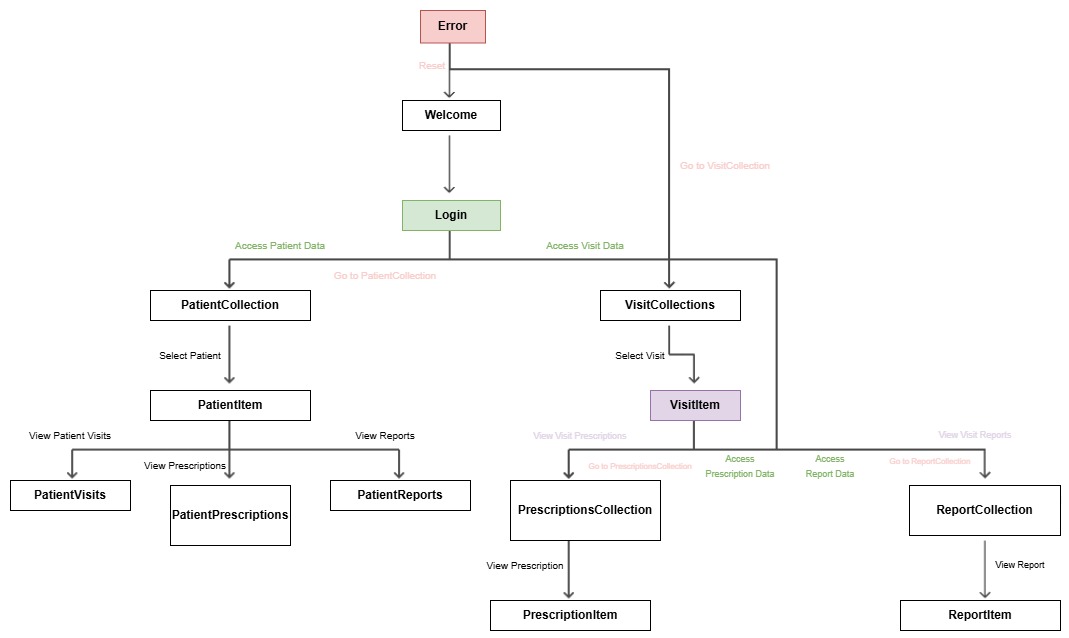 Error
Reset
Welcome
Go to VisitCollection
Login
Access Patient Data
Access Visit Data
Go to PatientCollection
PatientCollection
VisitCollections
Select Patient
Select Visit
PatientItem
VisitItem
View Patient Visits
View Reports
View Visit Prescriptions
View Visit Reports
View Prescriptions
Go to PrescriptionsCollection
Access
Prescription Data
Access
Report Data
Go to ReportCollection
PatientVisits
PatientPrescriptions
PatientReports
PrescriptionsCollection
ReportCollection
View Prescription
View Report
PrescriptionItem
ReportItem